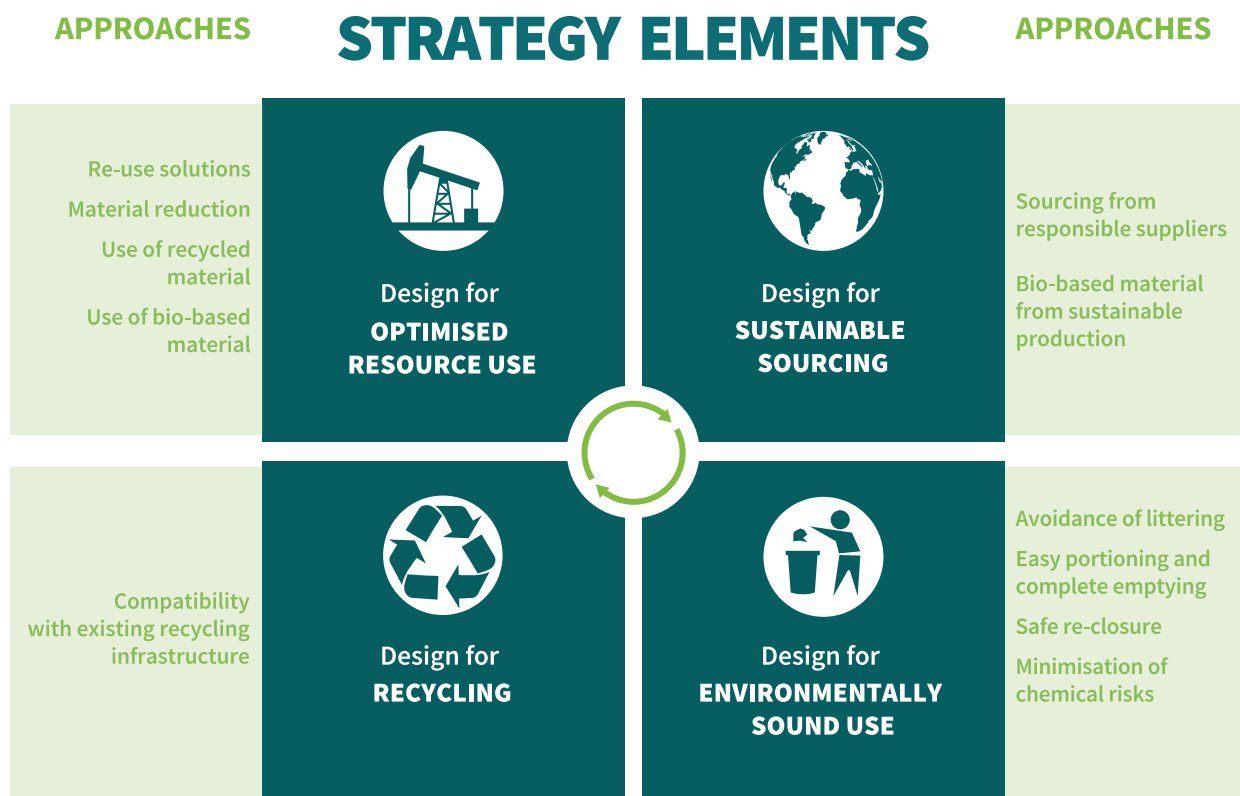 APPROACHES
STRATEGY ELEMENTS
APPROACHES
Re-use solutions
Material reduction
Use of recycled
material
Use of bio-based
material
Design for
OPTIMISED
RESOURCE USE
Design for
SUSTAINABLE
SOURCING
Sourcing from
responsible suppliers
Bio-based material
from sustainable
production
Compatibility
with existing recycling
infrastructure
Design for
RECYCLING
Design for
ENVIRONMENTALLY
SOUND USE
Avoidance of littering
Easy portioning and
complete emptying
Safe re-closure
Minimisation of
chemical risks